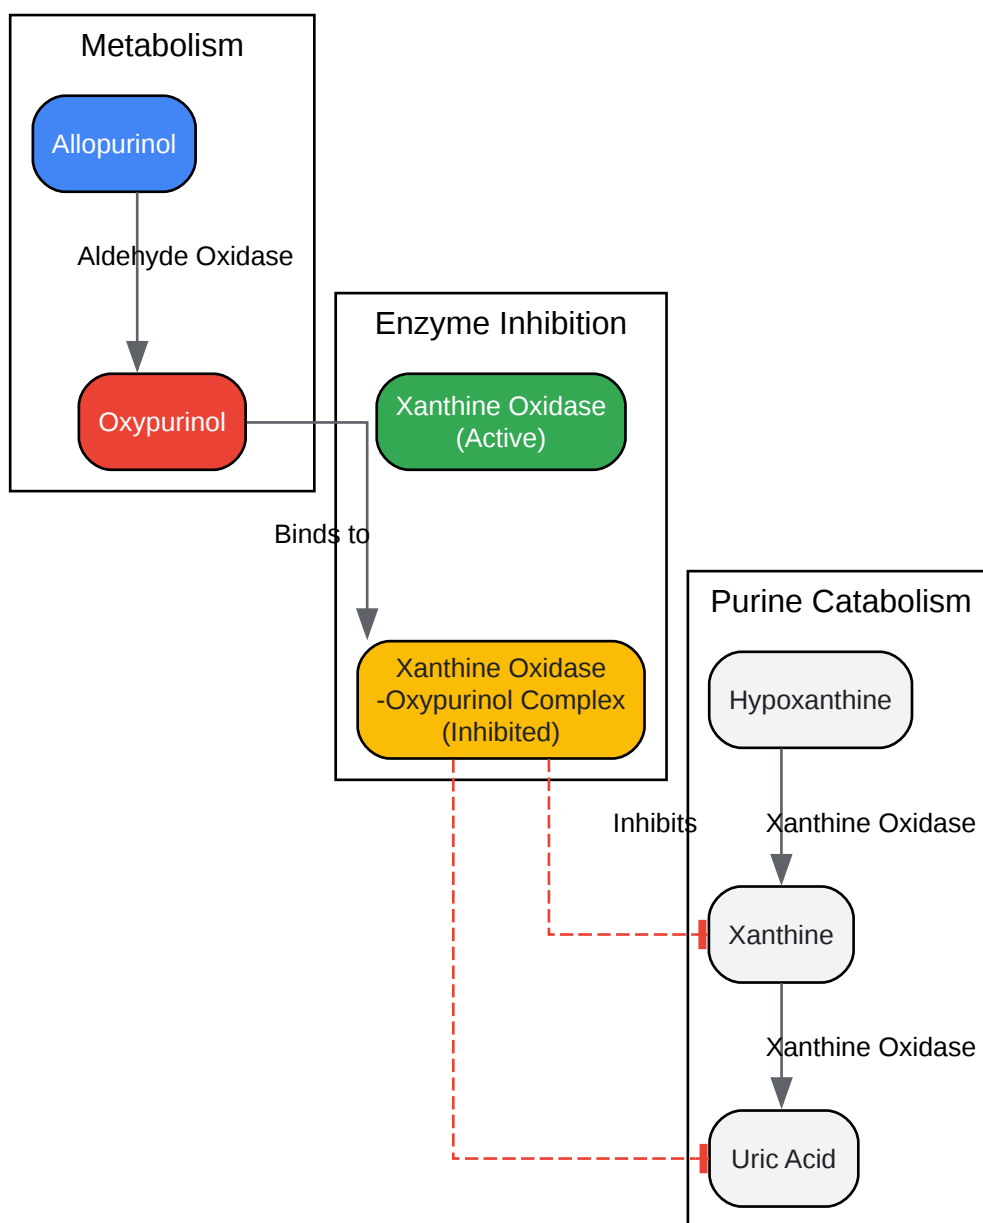 Metabolism
Allopurinol
Aldehyde Oxidase
Oxypurinol
Enzyme Inhibition
Xanthine Oxidase
(Active)
Binds to
Xanthine Oxidase
-Oxypurinol Complex
(Inhibited)
Inhibits
Purine Catabolism
Hypoxanthine
Xanthine Oxidase
Xanthine
Xanthine Oxidase
Uric Acid